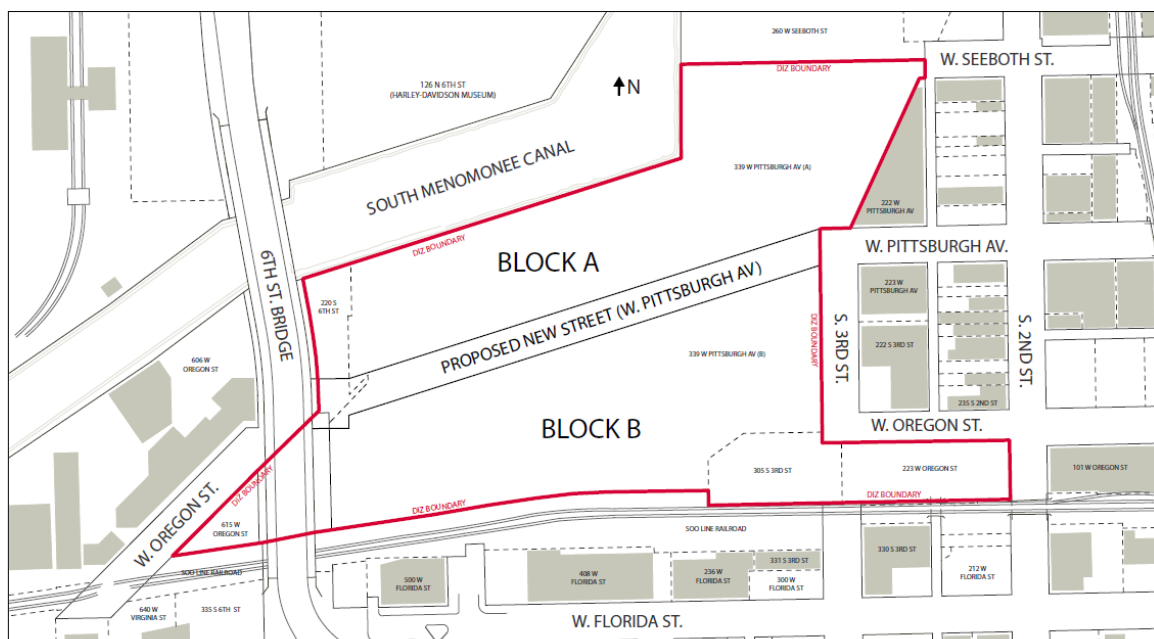 260 W SEEBOTH ST
W. SEEBOTH ST.
DIZ BOUNDARY
126 N 6TH ST
(HARLEY-DAVIDSON MUSEUM)
N
SOUTH MENOMONEE CANAL
339 W PITTSBURGH AV (A)
222 W
PITTSBURGH AV
DIZ BOUNDARY
W. PITTSBURGH AV.
BLOCK A
6TH ST. BRIDGE
220 S
6TH ST
PROPOSED NEW STREET (W. PITTSBURGH AV)
223 W
PITTSBURGH AV
DIZ BOUNDARY
S. 3RD ST.
222 S 3RD ST
S. 2ND ST.
606 W
OREGON ST
339 W PITTSBURGH AV (B)
235 S 2ND ST
BLOCK B
W. OREGON ST.
305 S 3RD ST
223 W OREGON ST
101 W OREGON ST
DIZ BOUNDARY
W. OREGON ST.
DIZ BOUNDARY
DIZ BOUNDARY
615 W
OREGON ST
SOO LINE RAILROAD
SOO LINE RAILROAD
330 S 3RD ST
331 S 3RD ST
500 W
FLORIDA ST
408 W
FLORIDA ST
236 W
FLORIDA ST
300 W
FLORIDA ST
212 W
FLORIDA ST
640 W
VIRGINIA ST
335 S 6TH ST
W. FLORIDA ST.